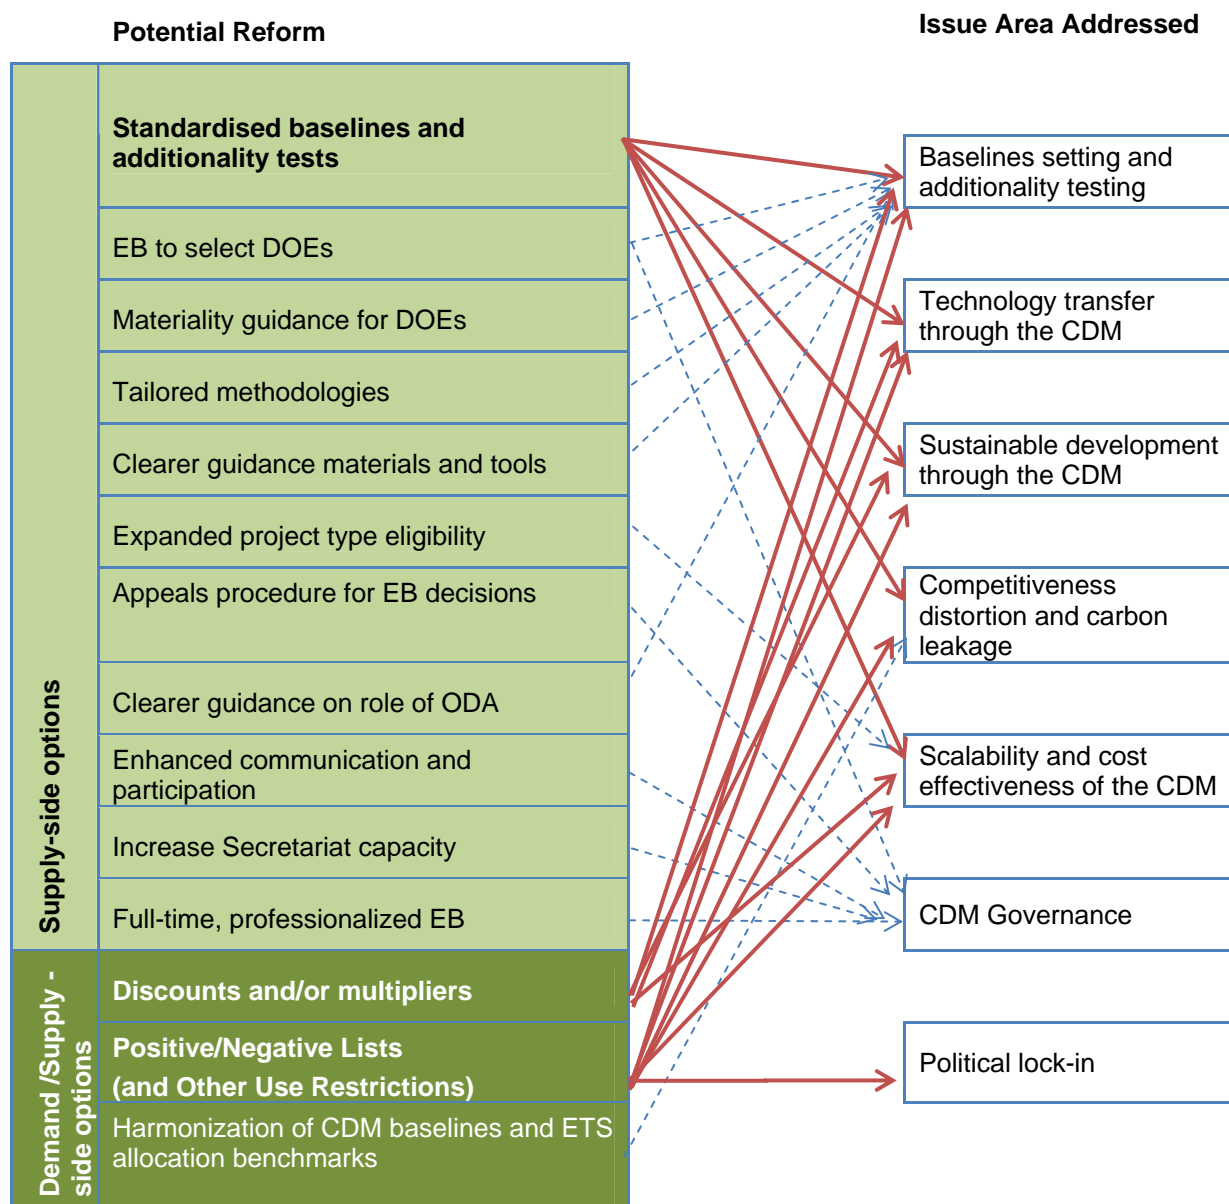 Potential Reform
Issue Area Addressed
Supply-side options
Standardised baselines and
additionality tests
EB to select DOEs
Materiality guidance for DOEs
Tailored methodologies
Clearer guidance materials and tools
Expanded project type eligibility
Appeals procedure for EB decisions
Clearer guidance on role of ODA
Enhanced communication and
participation
Increase Secretariat capacity
Full-time, professionalized EB
Demand /Supply -
side options
Discounts and/or multipliers
Positive/Negative Lists
(and Other Use Restrictions)
Harmonization of CDM baselines and ETS
allocation benchmarks
Baselines setting and
additionality testing
Technology transfer
through the CDM
Sustainable development
through the CDM
Competitiveness
distortion and carbon
leakage
Scalability and cost
effectiveness of the CDM
CDM Governance
Political lock-in